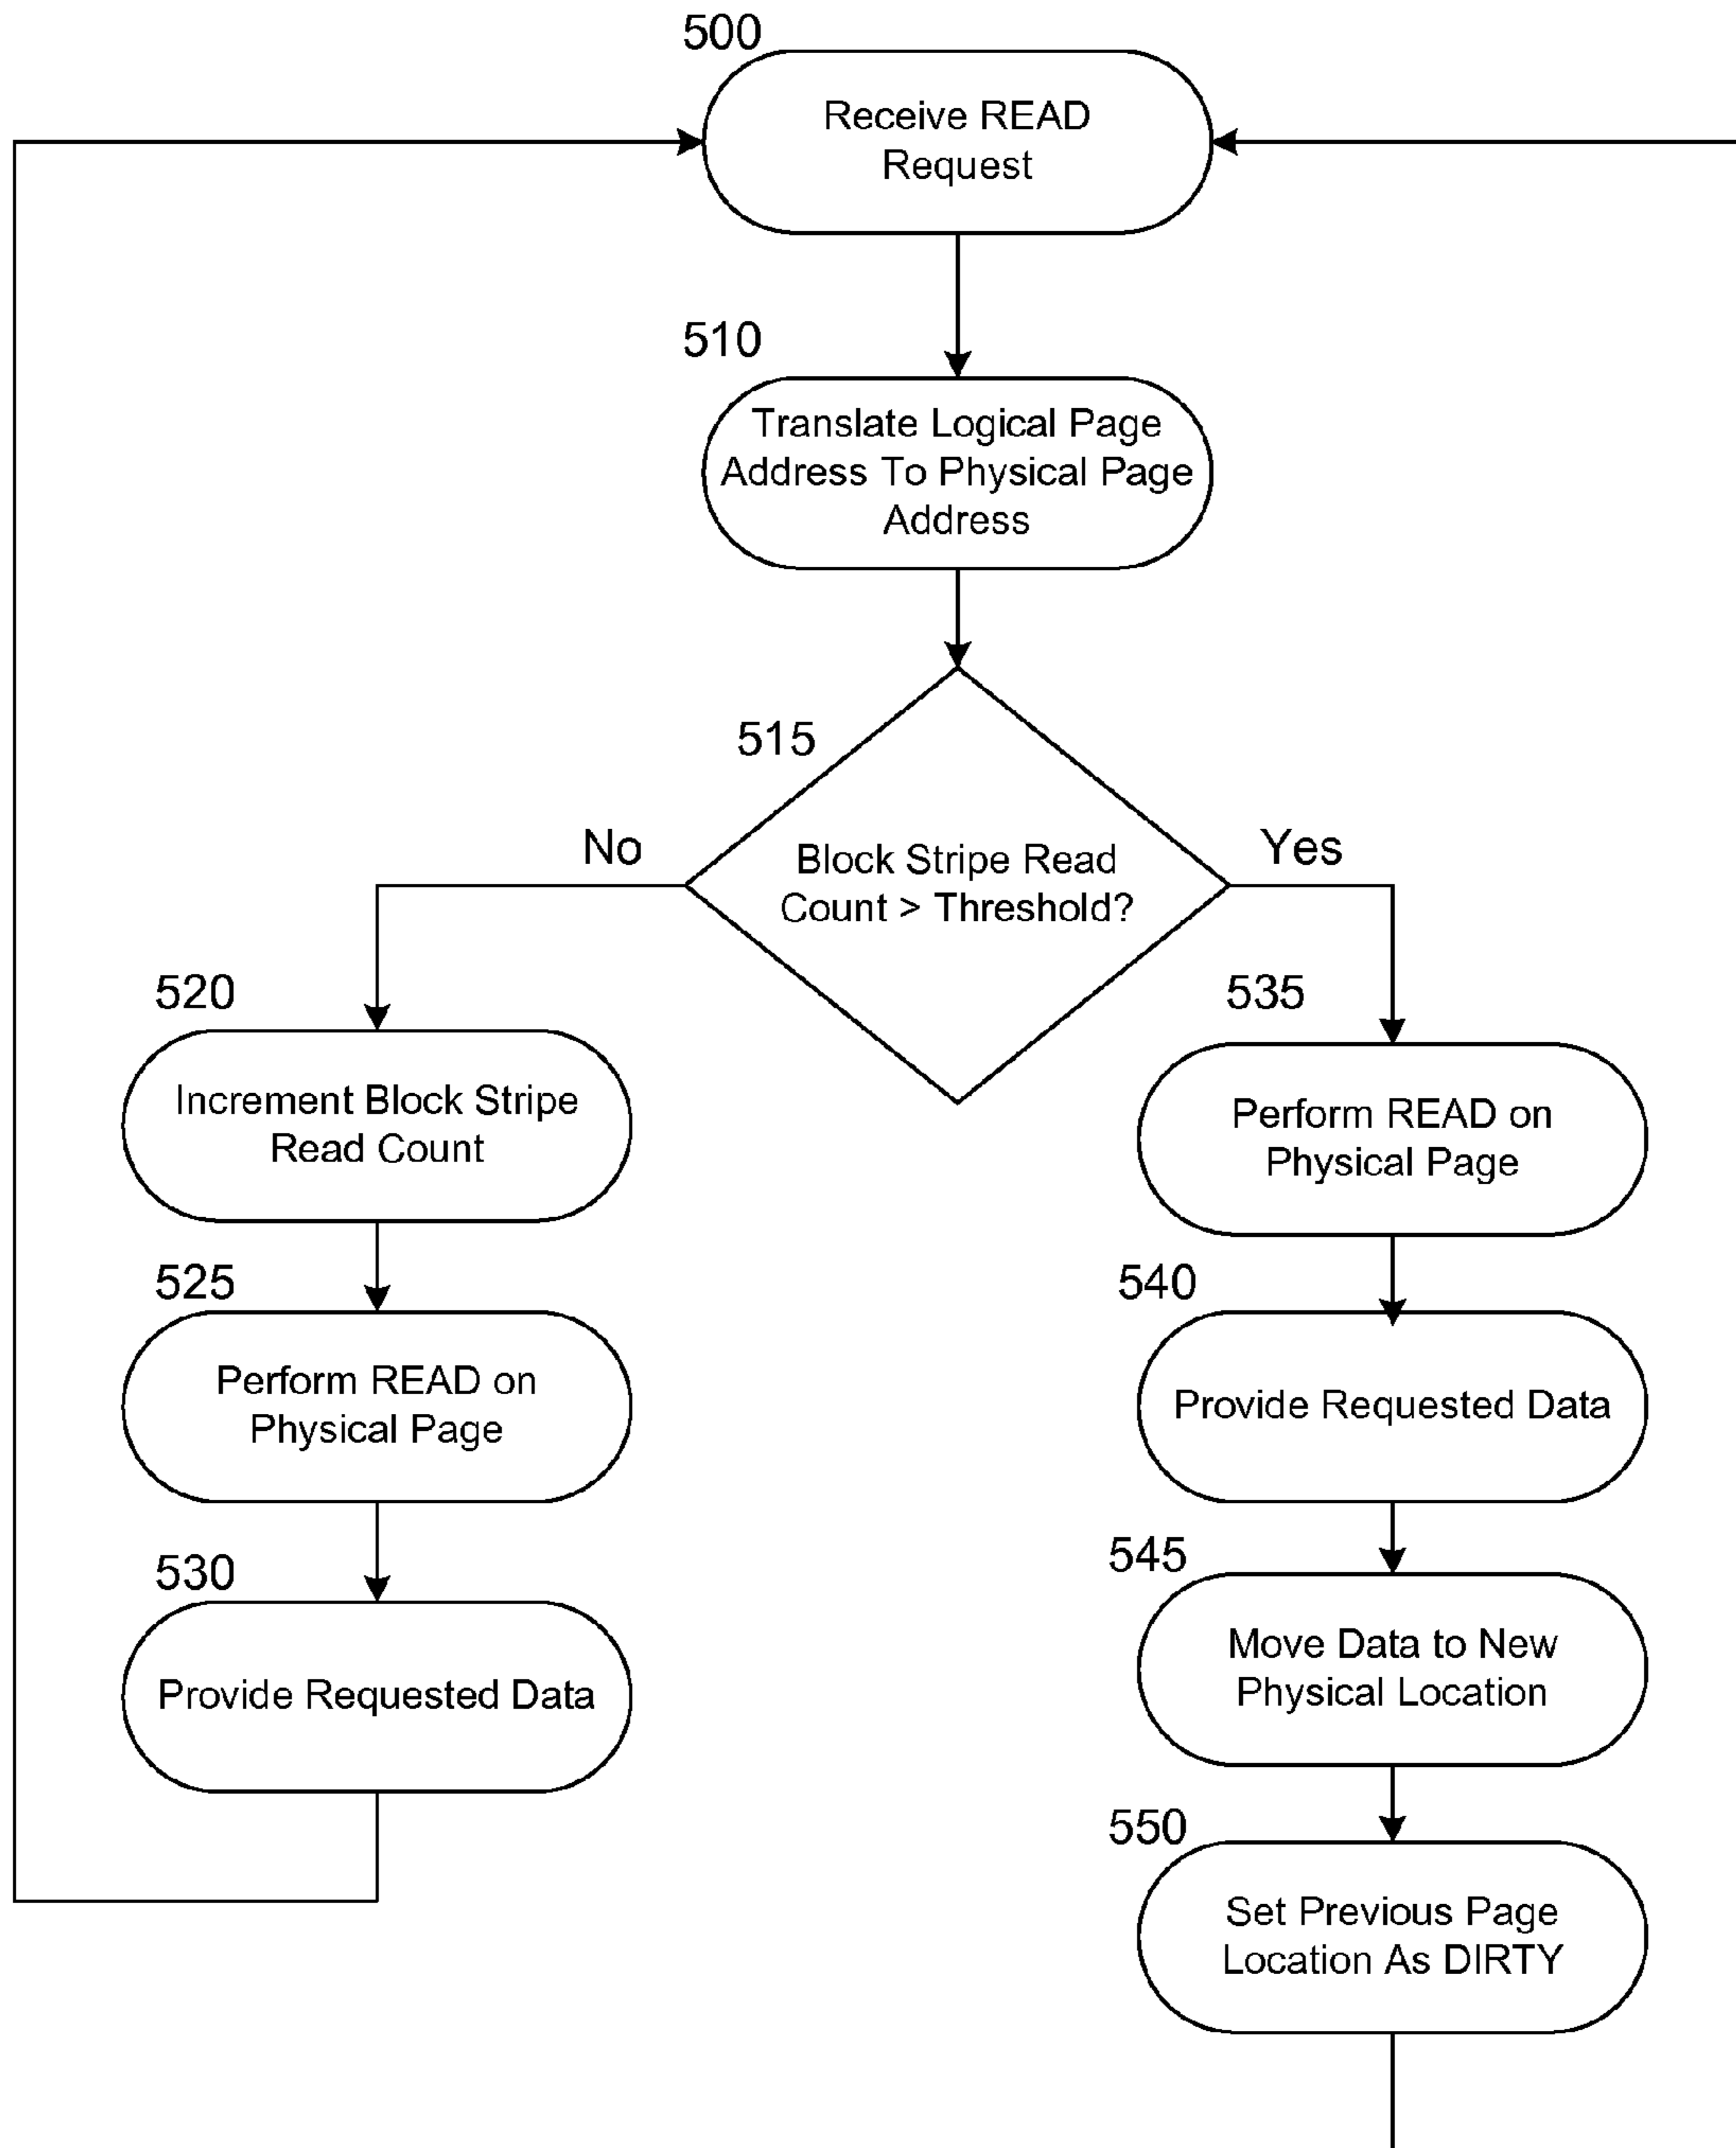 500
Receive READ
Request
510
Translate Logical Page
Address To Physical Page
Address
515
No
Yes
Block Stripe Read
Count > Threshold?
520
Increment Block Stripe
Read Count
525
Perform READ on
Physical Page
530
Provide Requested Data
535
Perform READ on
Physical Page
540
Provide Requested Data
545
Move Data to New
Physical Location
550
Set Previous Page
Location As DIRTY